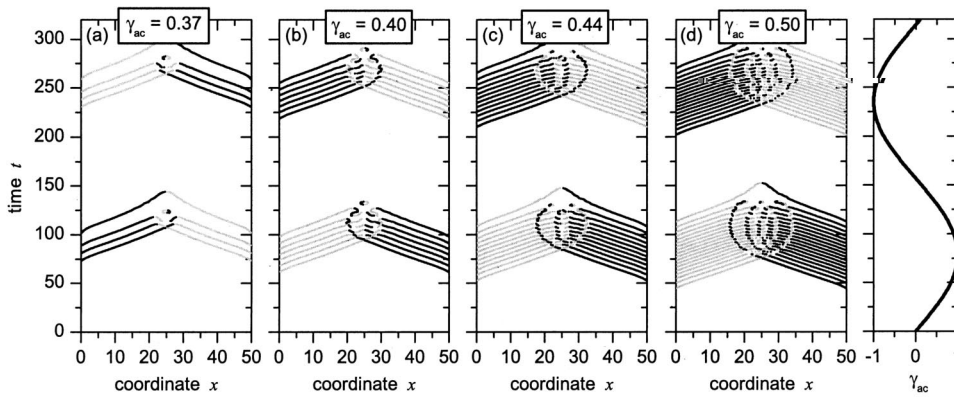 γac = 0.37
γac = 0.40
γac = 0.44
γac = 0.50
(a)
(b)
(c)
(d)
300
250
200
150
100
50
0
time t
0 10 20 30 40 50
0 10 20 30 40 50
0 10 20 30 40 50
0 10 20 30 40 50
-1 0
coordinate x
coordinate x
coordinate x
coordinate x
γac